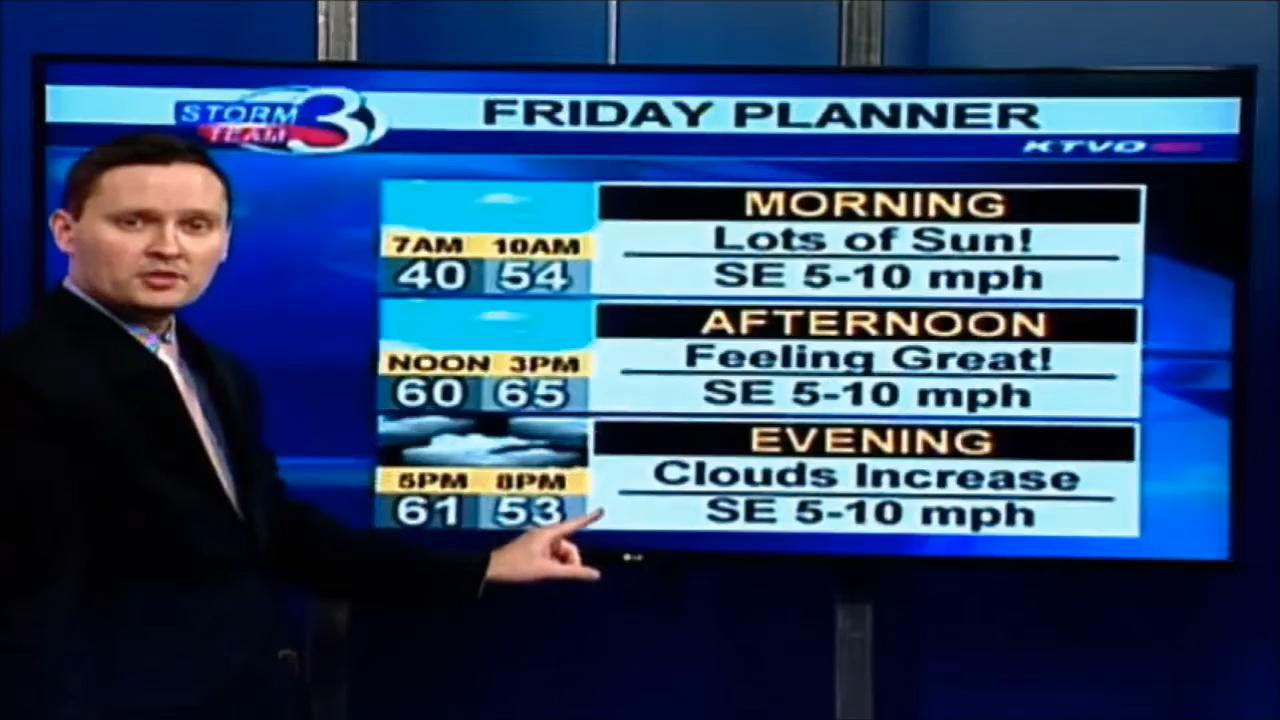 STORM TEAM 3
FRIDAY PLANNER
KTVO
MORNING
7AM 10AM
40 54
Lots of Sun!
SE 5-10 mph
AFTERNOON
NOON 3PM
60 65
Feeling Great!
SE 5-10 mph
EVENING
5PM 8PM
61 53
Clouds Increase
SE 5-10 mph
LG